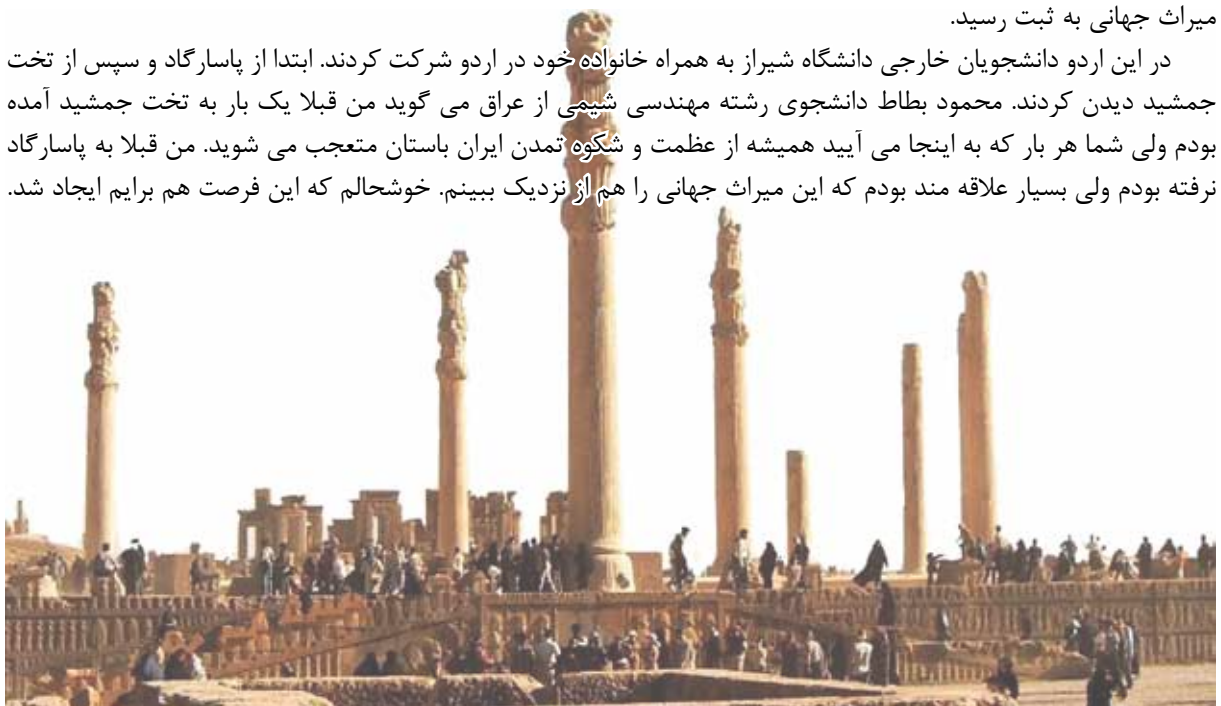 میراث جهانی به ثبت رسید.
در این اردو دانشجویان خارجی دانشگاه شیراز به همراه خانواده خود در اردو شرکت کردند. ابتدا از پاسارگاد و سپس از تخت
جمشید دیدن کردند. محمود بطاط دانشجوی رشته مهندسی شیمی از عراق می گوید من قبلا یک بار به تخت جمشید آمده
بودم ولی شما هر بار که به اینجا می آیید همیشه از عظمت و شکوه تمدن ایران باستان متعجب می شوید. من قبلا به پاسارگاد
نرفته بودم ولی بسیار علاقه مند بودم که این میراث جهانی را هم از نزدیک ببینم. خوشحالم که این فرصت هم برایم ایجاد شد.